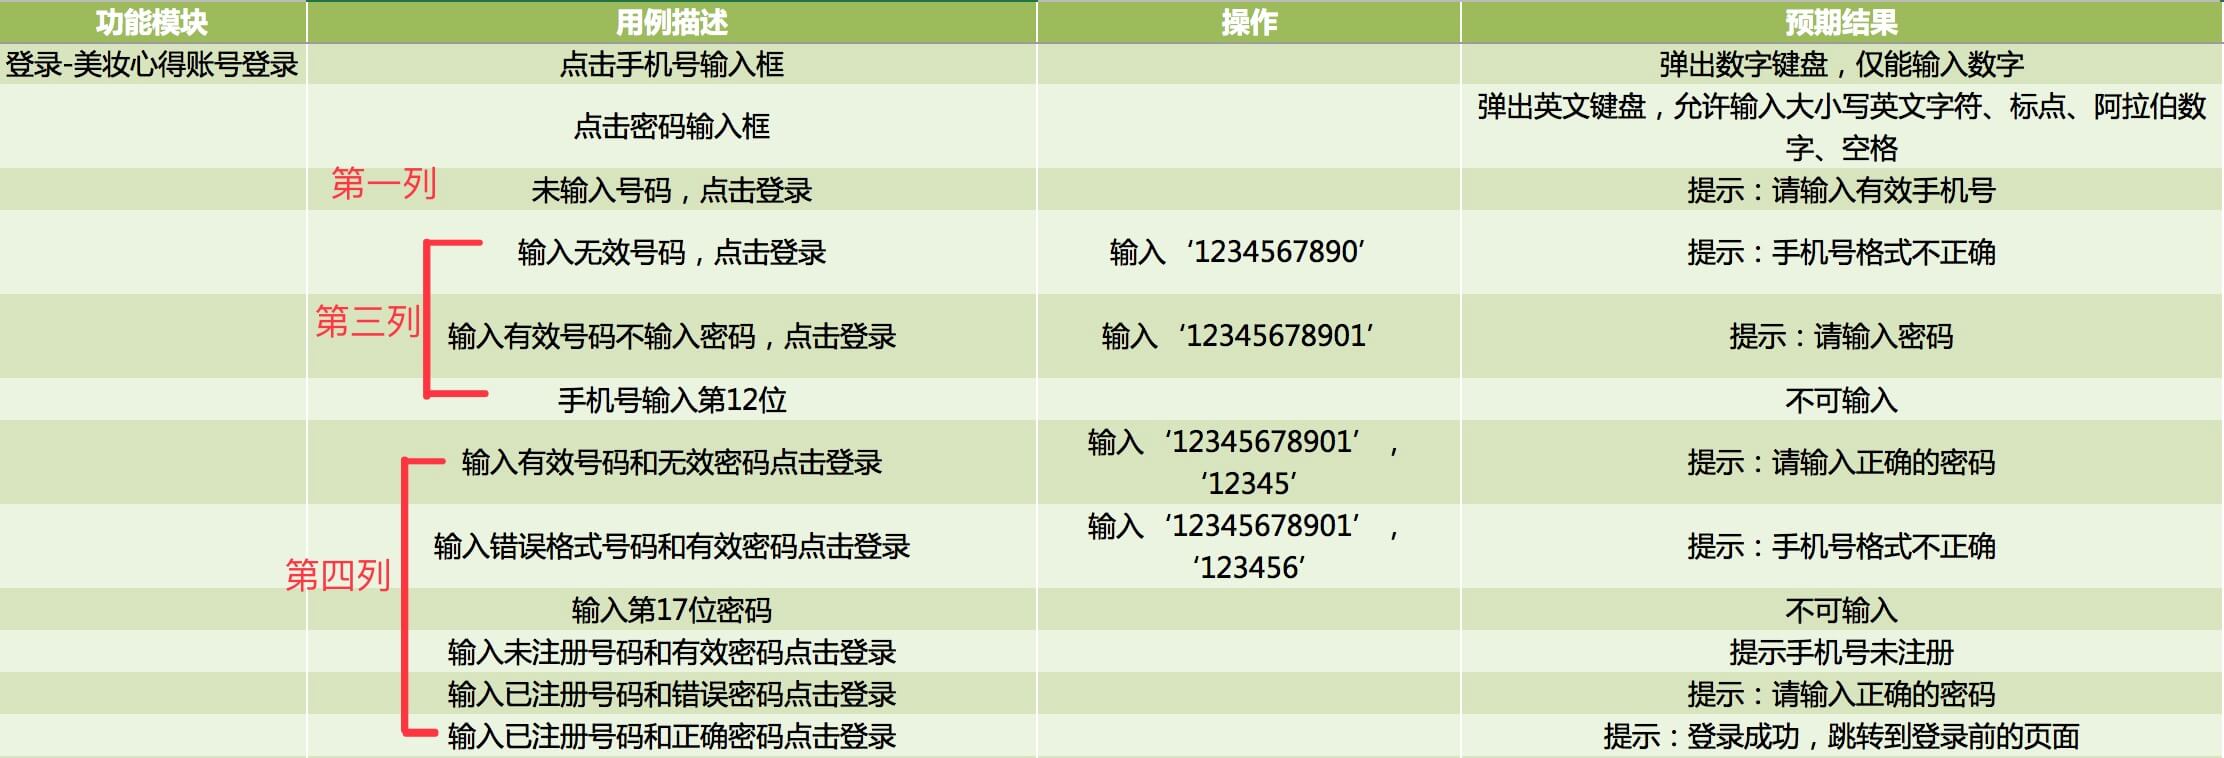 功能模块 用例描述 操作 预期结果
登录-美妆心得账号登录 点击手机号输入框 弹出数字键盘，仅能输入数字
点击密码输入框 弹出英文键盘，允许输入大小写英文字符、标点、阿拉伯数
字、空格
第一列 未输入号码，点击登录 提示：请输入有效手机号
输入无效号码，点击登录 输入‘1234567890’ 提示：手机号格式不正确
第三列 输入有效号码不输入密码，点击登录 输入‘12345678901’ 提示：请输入密码
手机号输入第12位 不可输入
输入有效号码和无效密码点击登录 输入‘12345678901’，
‘12345’ 提示：请输入正确的密码
输入错误格式号码和有效密码点击登录 输入‘12345678901’，
‘123456’ 提示：手机号格式不正确
第四列
输入第17位密码 不可输入
输入未注册号码和有效密码点击登录 提示手机号未注册
输入已注册号码和错误密码点击登录 提示：请输入正确的密码
输入已注册号码和正确密码点击登录 提示：登录成功，跳转到登录前的页面